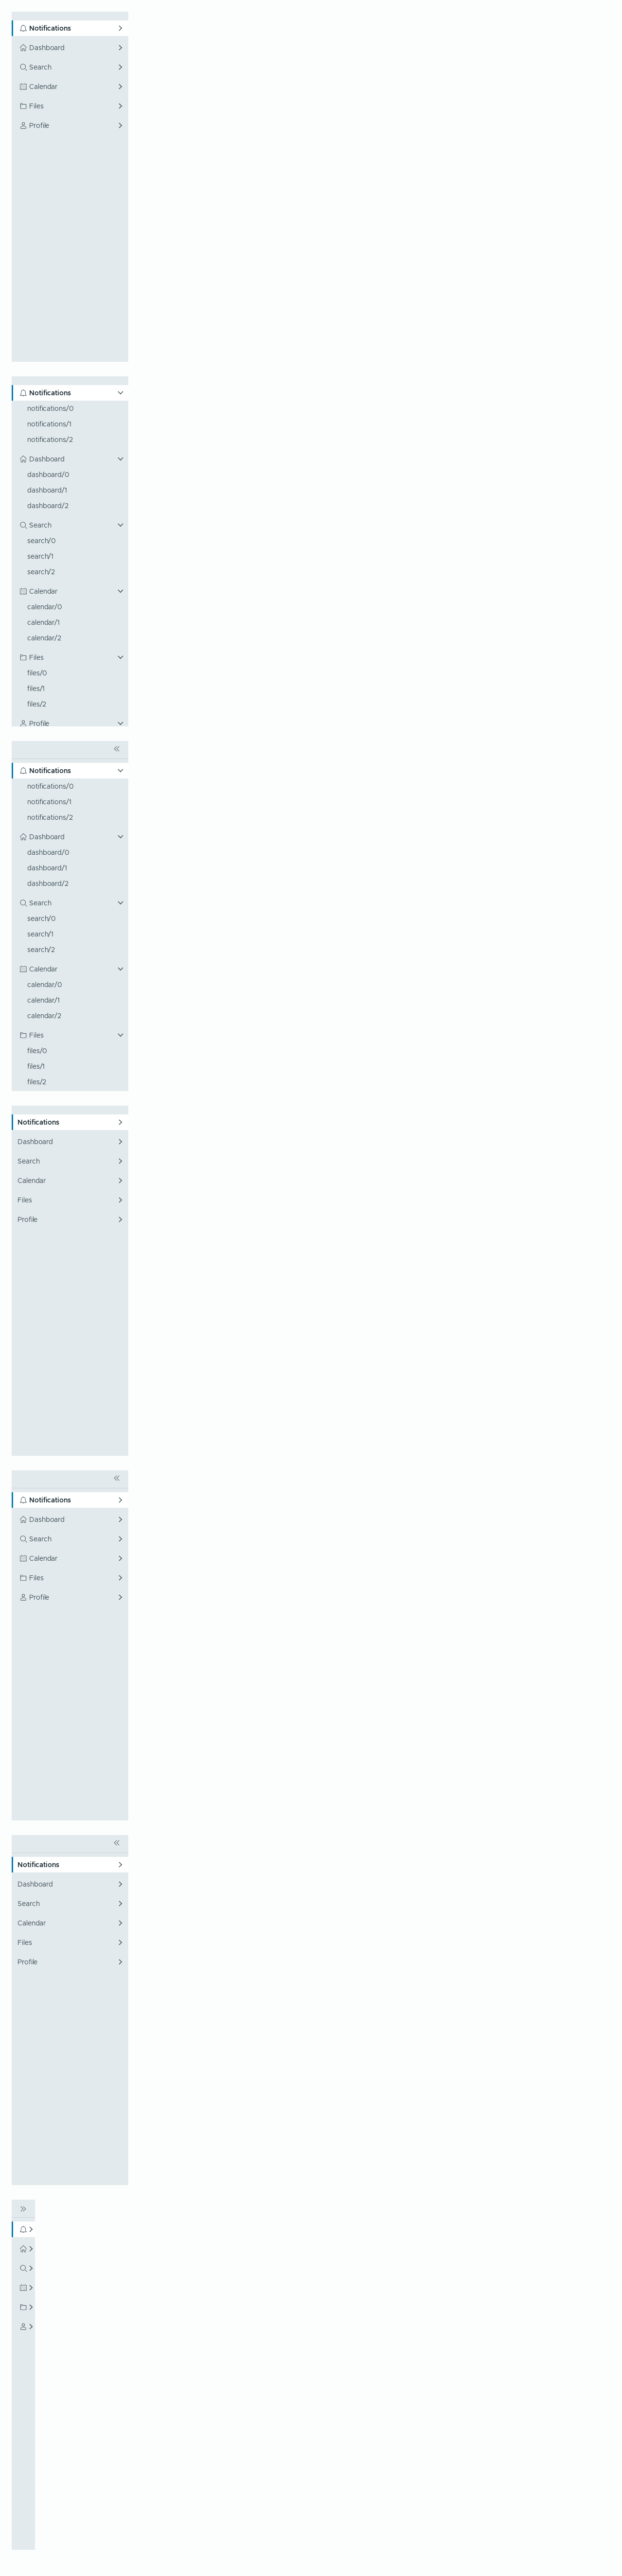 Notifications
Dashboard
Search
Calendar
Files
Profile
Notifications
notifications/0
notifications/1
notifications/2
Dashboard
dashboard/0
dashboard/1
dashboard/2
Search
search/0
search/1
search/2
Calendar
calendar/0
calendar/1
calendar/2
Files
files/0
files/1
files/2
Profile
Notifications
notifications/0
notifications/1
notifications/2
Dashboard
dashboard/0
dashboard/1
dashboard/2
Search
search/0
search/1
search/2
Calendar
calendar/0
calendar/1
calendar/2
Files
files/0
files/1
files/2
Notifications
Dashboard
Search
Calendar
Files
Profile
Notifications
Dashboard
Search
Calendar
Files
Profile
Notifications
Dashboard
Search
Calendar
Files
Profile